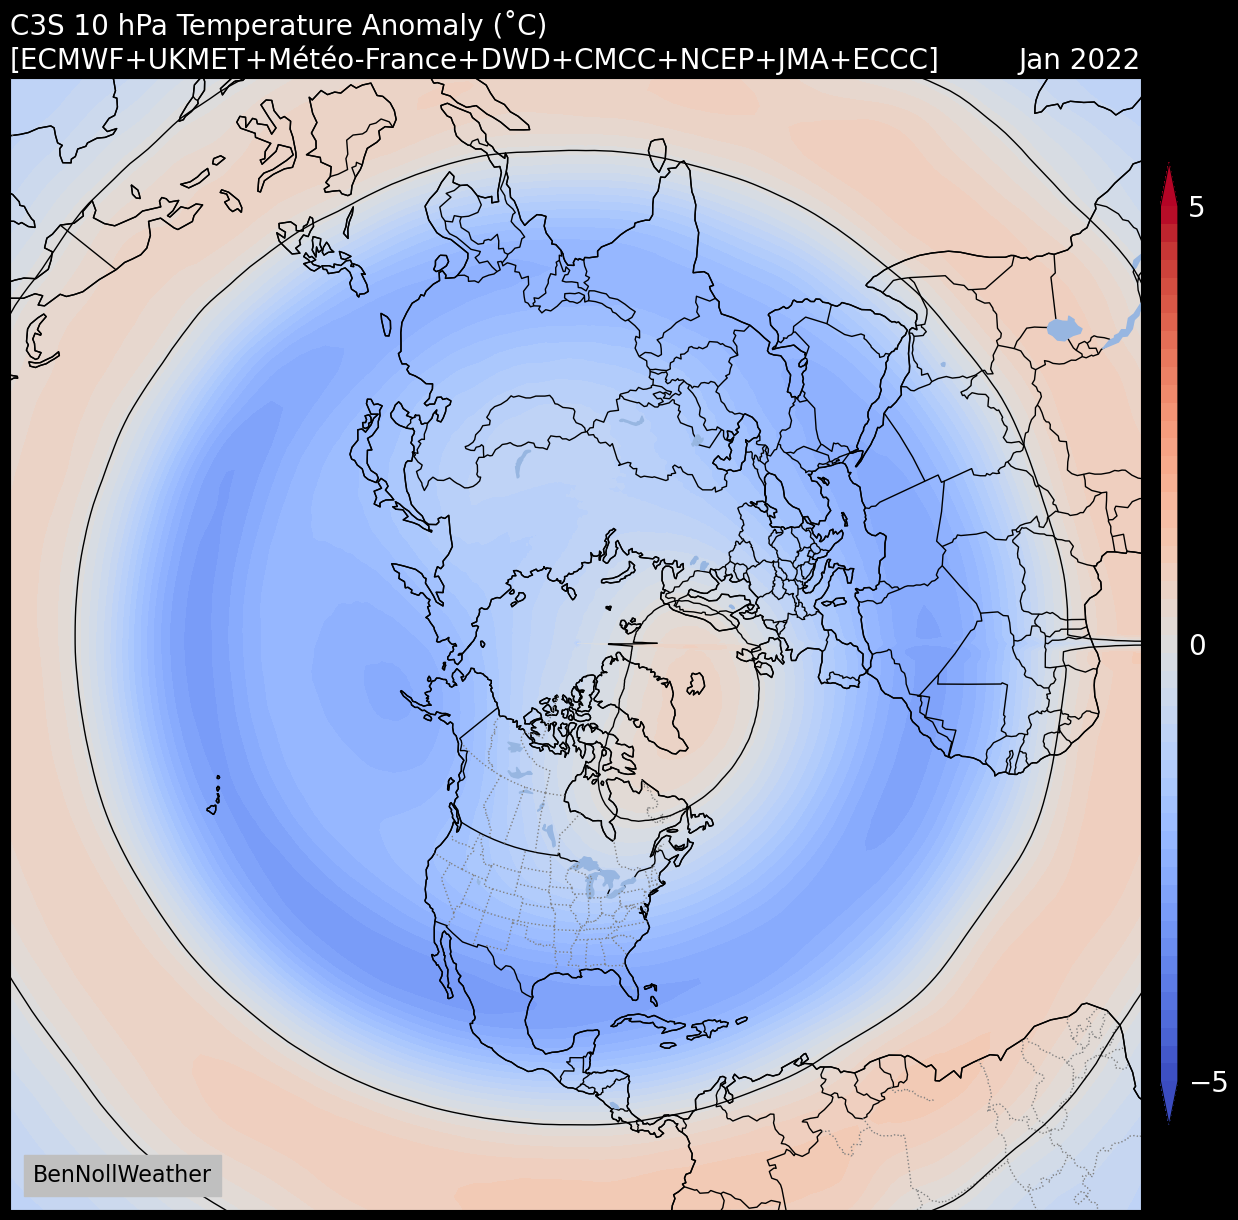 C3S 10 hPa Temperature Anomaly (˚C)
[ECMWF+UKMET+Météo-France+DWD+CMCC+NCEP+JMA+ECCC] Jan 2022
5
0
−5
BenNollWeather